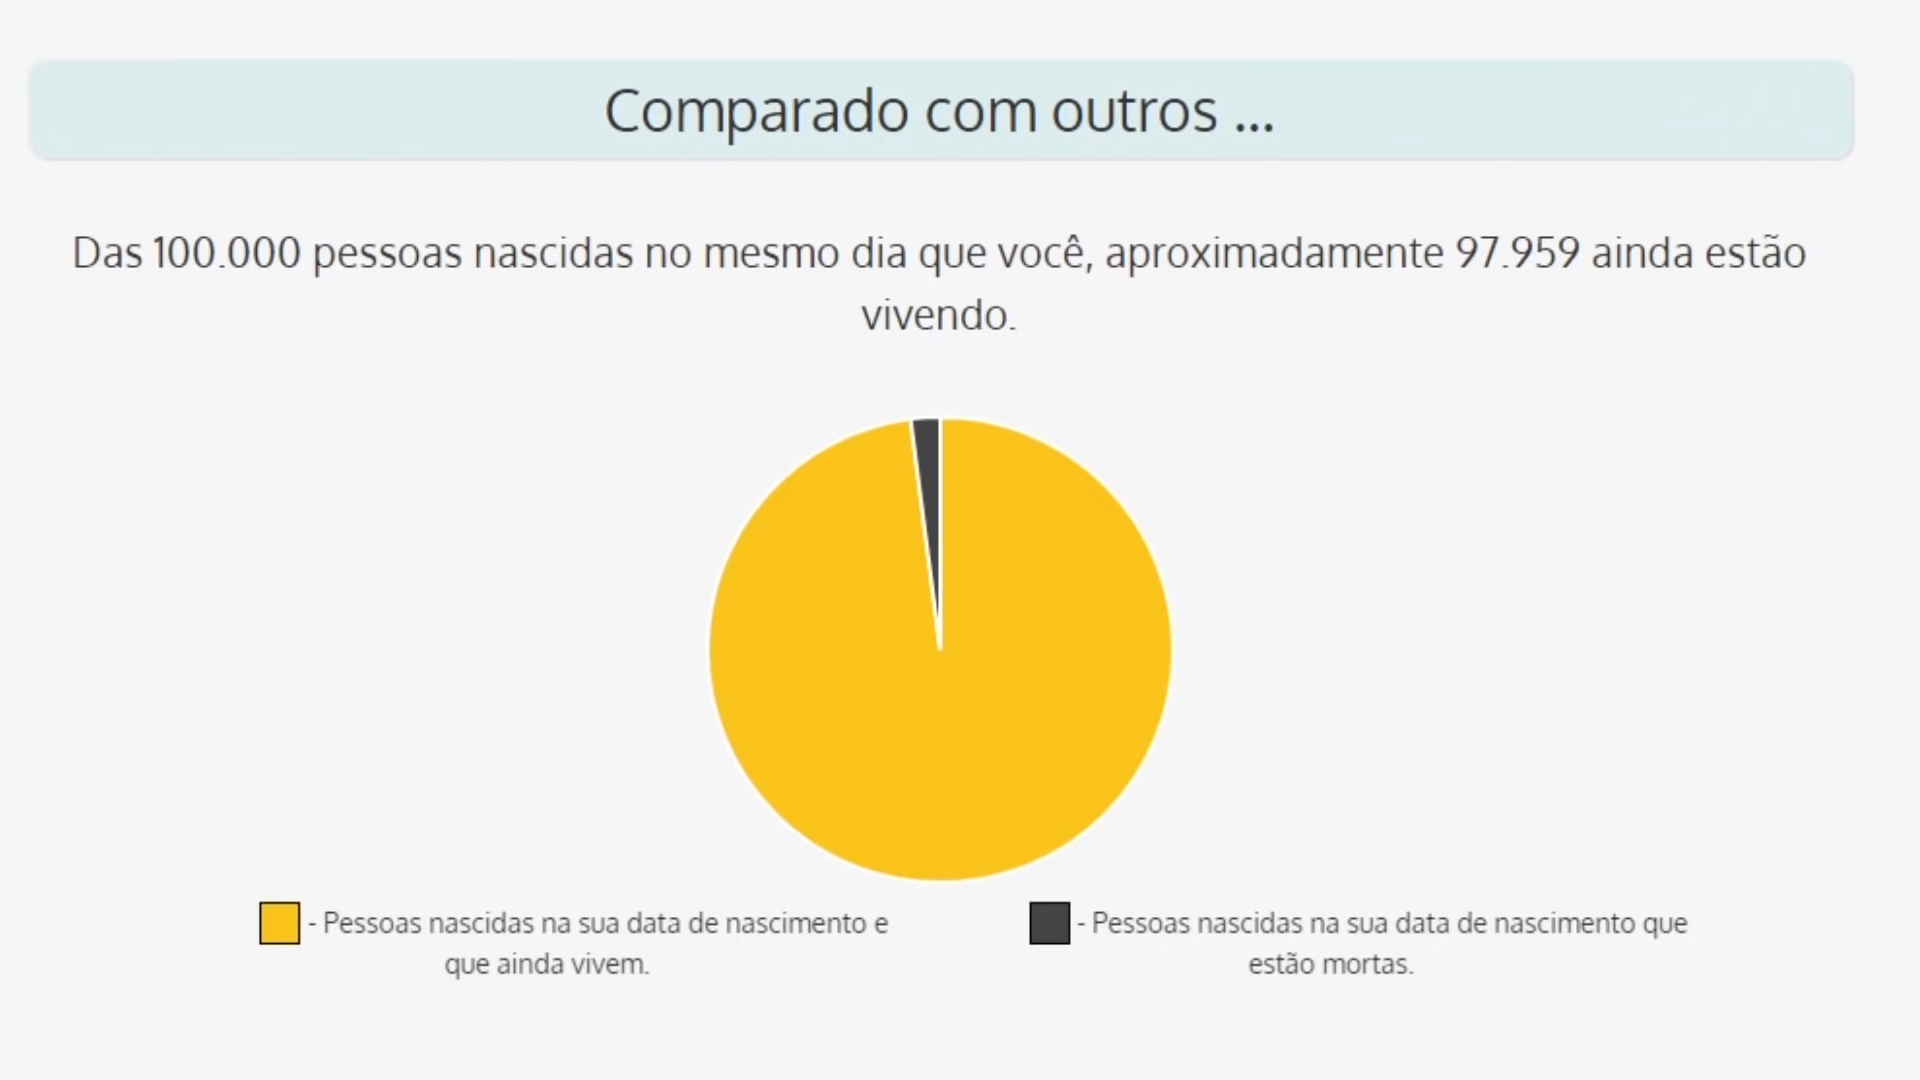 Comparado com outros ...
Das 100.000 pessoas nascidas no mesmo dia que você, aproximadamente 97.959 ainda estão
vivendo.
- Pessoas nascidas na sua data de nascimento e
que ainda vivem.
- Pessoas nascidas na sua data de nascimento que
estão mortas.